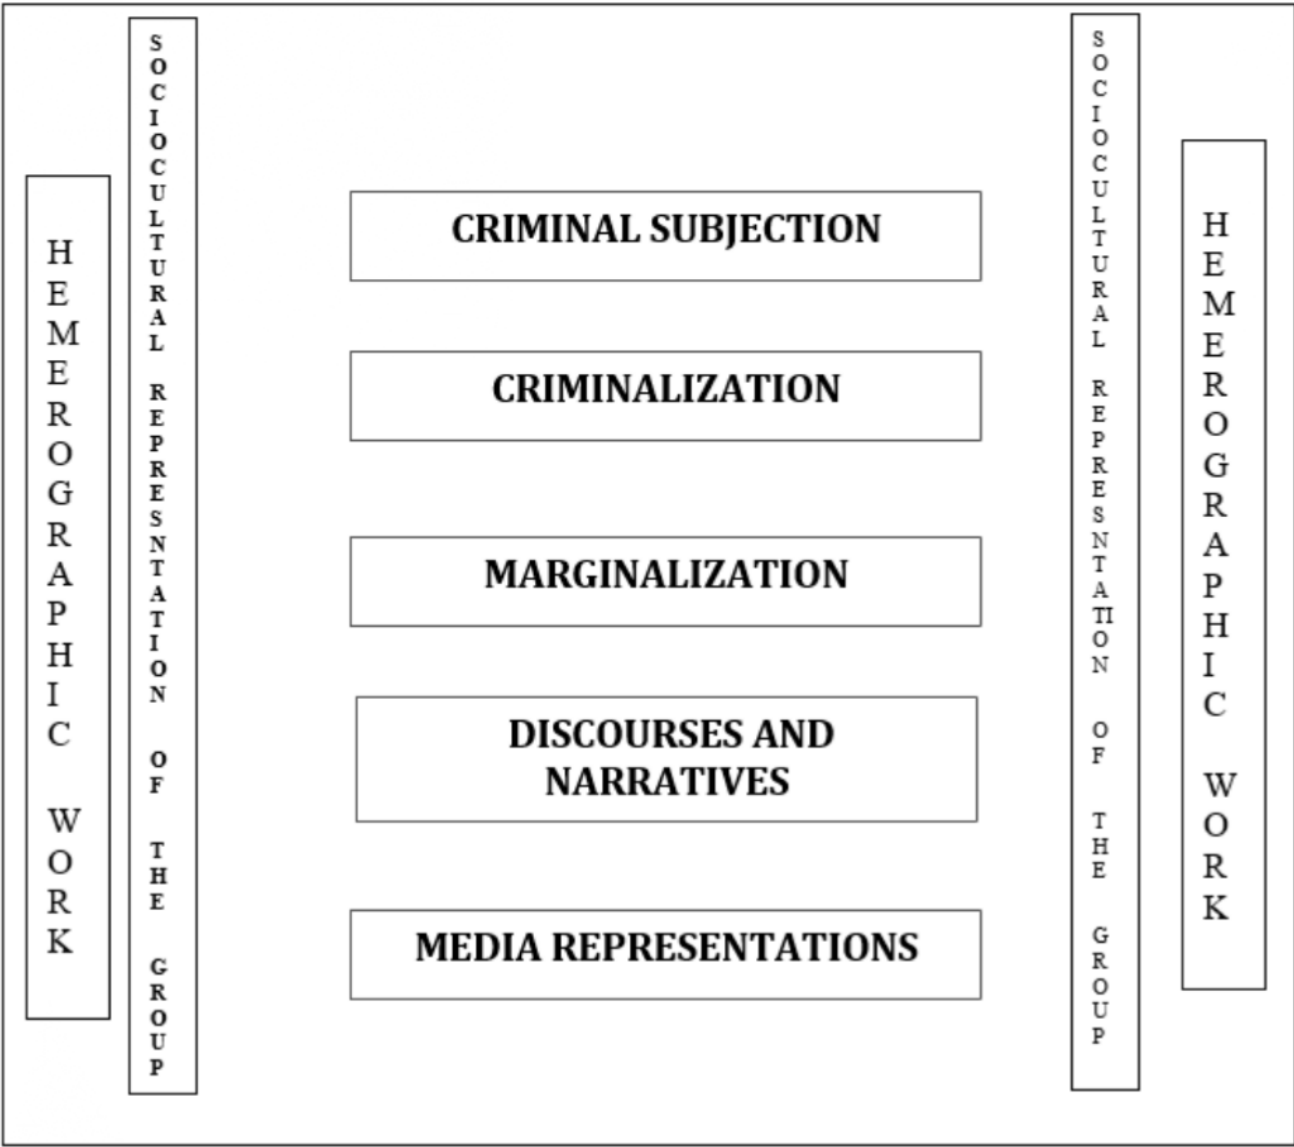 HEMEROGRAPHIC WORK
SOCIOCULTURAL REPRESNTATION OF THE GROUP
CRIMINAL SUBJECTION
CRIMINALIZATION
MARGINALIZATION
DISCOURSES AND
NARRATIVES
MEDIA REPRESENTATIONS
SOCIOCULTURAL REPRESNTATION OF THE GROUP
HEMEROGRAPHIC WORK